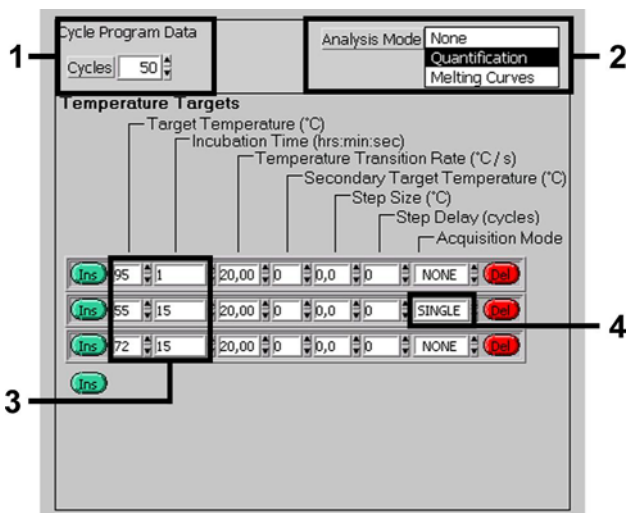 Cycle Program Data
Cycles 50
Analysis Mode None
Quantification
Melting Curves
1
2
Temperature Targets
Target Temperature (°C)
Incubation Time (hrs:min:sec)
Temperature Transition Rate (°C / s)
Secondary Target Temperature (°C)
Step Size (°C)
Step Delay (cycles)
Acquisition Mode
Ins 95 1 20,00 0 0,0 0 NONE Del
Ins 55 15 20,00 0 0,0 0 SINGLE Del
Ins 72 15 20,00 0 0,0 0 NONE Del
Ins
3
4